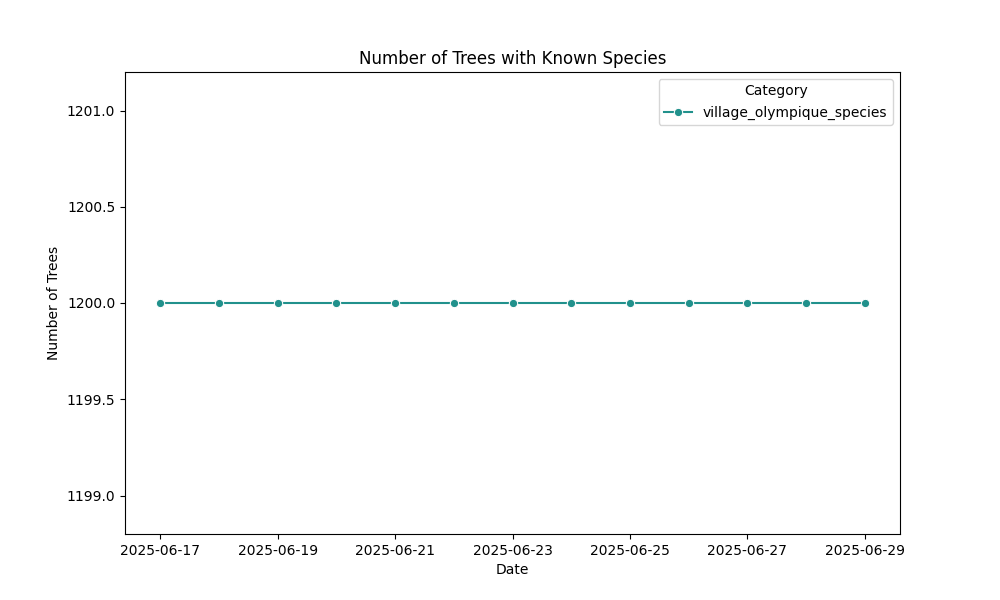 Number of Trees with Known Species
Category
village_olympique_species
1201.0
1200.5
1200.0
1199.5
1199.0
Number of Trees
2025-06-17 2025-06-19 2025-06-21 2025-06-23 2025-06-25 2025-06-27 2025-06-29
Date